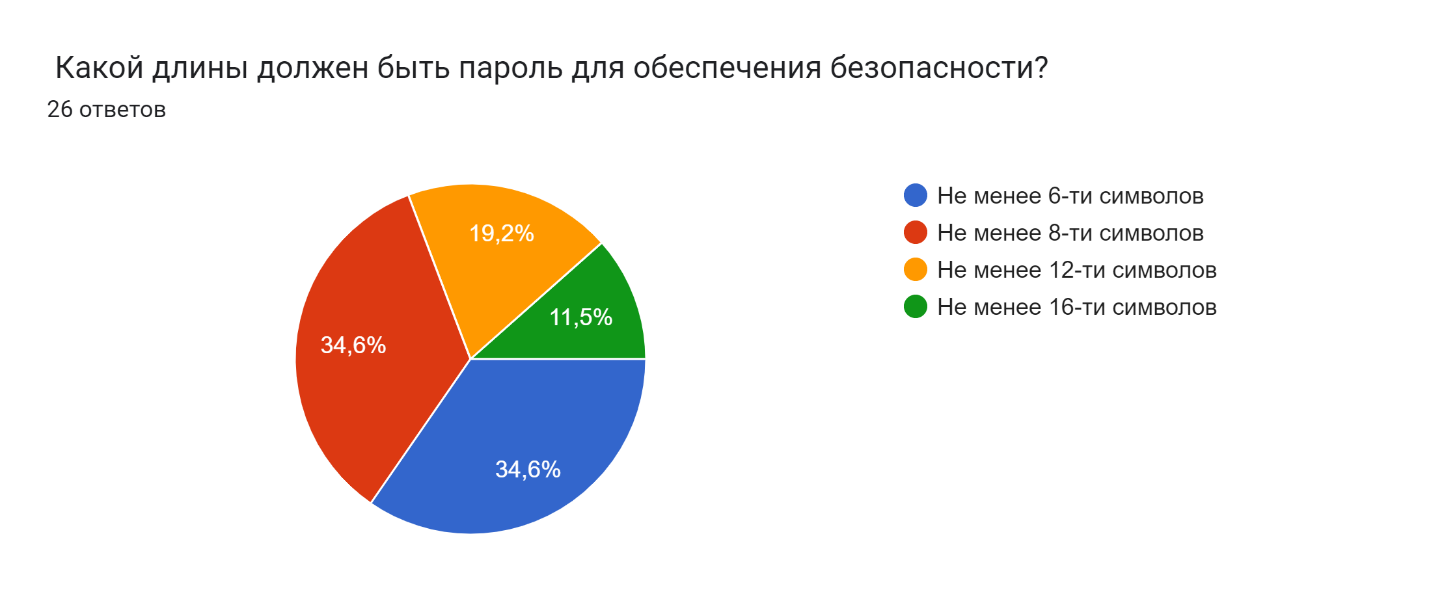 Какой длины должен быть пароль для обеспечения безопасности?
26 ответов
19,2%
11,5%
34,6%
34,6%
Не менее 6-ти символов
Не менее 8-ти символов
Не менее 12-ти символов
Не менее 16-ти символов